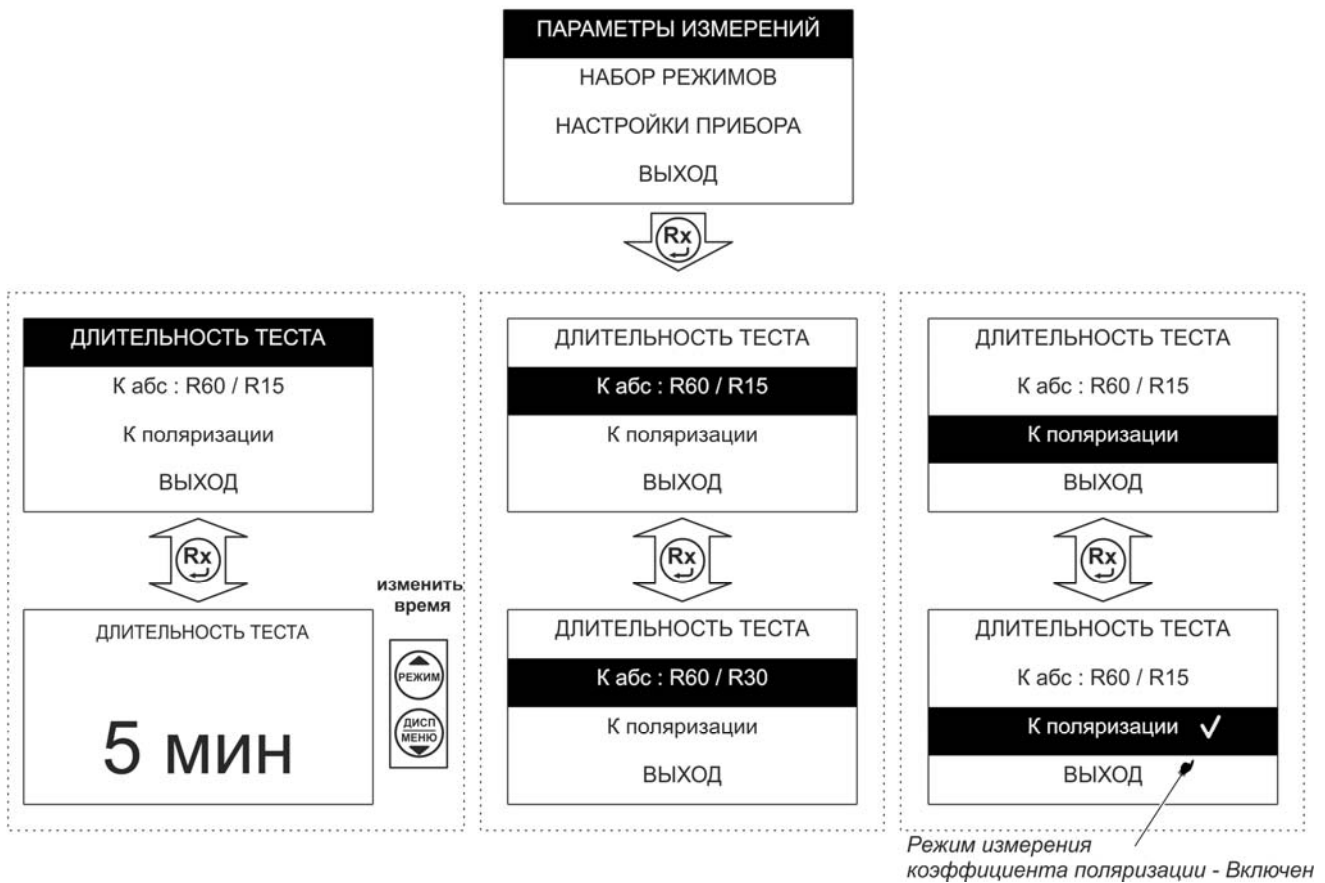 ПАРАМЕТРЫ ИЗМЕРЕНИЙ
НАБОР РЕЖИМОВ
НАСТРОЙКИ ПРИБОРА
ВЫХОД
Rx
ДЛИТЕЛЬНОСТЬ ТЕСТА
К абс : R60 / R15
К поляризации
ВЫХОД
Rx
ДЛИТЕЛЬНОСТЬ ТЕСТА
5 мин
изменить
время
РЕЖИМ
ДИСП
МЕНЮ
ДЛИТЕЛЬНОСТЬ ТЕСТА
К абс : R60 / R15
К поляризации
ВЫХОД
Rx
ДЛИТЕЛЬНОСТЬ ТЕСТА
К абс : R60 / R30
К поляризации
ВЫХОД
ДЛИТЕЛЬНОСТЬ ТЕСТА
К абс : R60 / R15
К поляризации
ВЫХОД
Rx
ДЛИТЕЛЬНОСТЬ ТЕСТА
К абс : R60 / R15
К поляризации ✓
ВЫХОД
Режим измерения
коэффициента поляризации - Включен